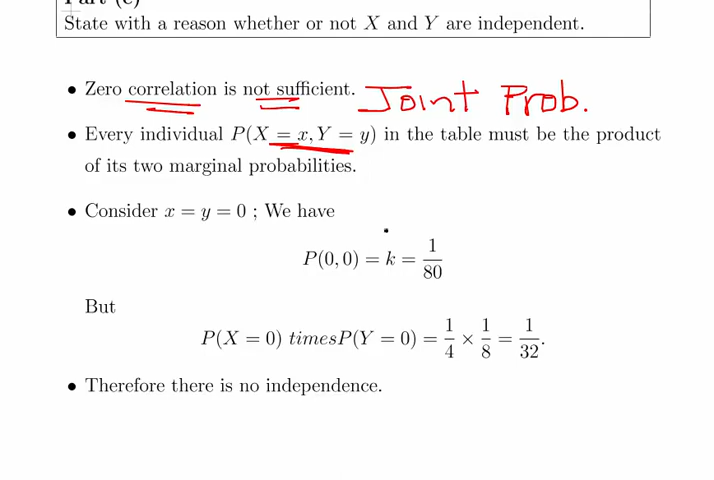 Part (c)
State with a reason whether or not X and Y are independent.
• Zero correlation is not sufficient. Joint Prob.
• Every individual P(X = x, Y = y) in the table must be the product
of its two marginal probabilities.
• Consider x = y = 0 ; We have
P(0, 0) = k = 1/80
But
P(X = 0) timesP(Y = 0) = 1/4 × 1/8 = 1/32.
• Therefore there is no independence.